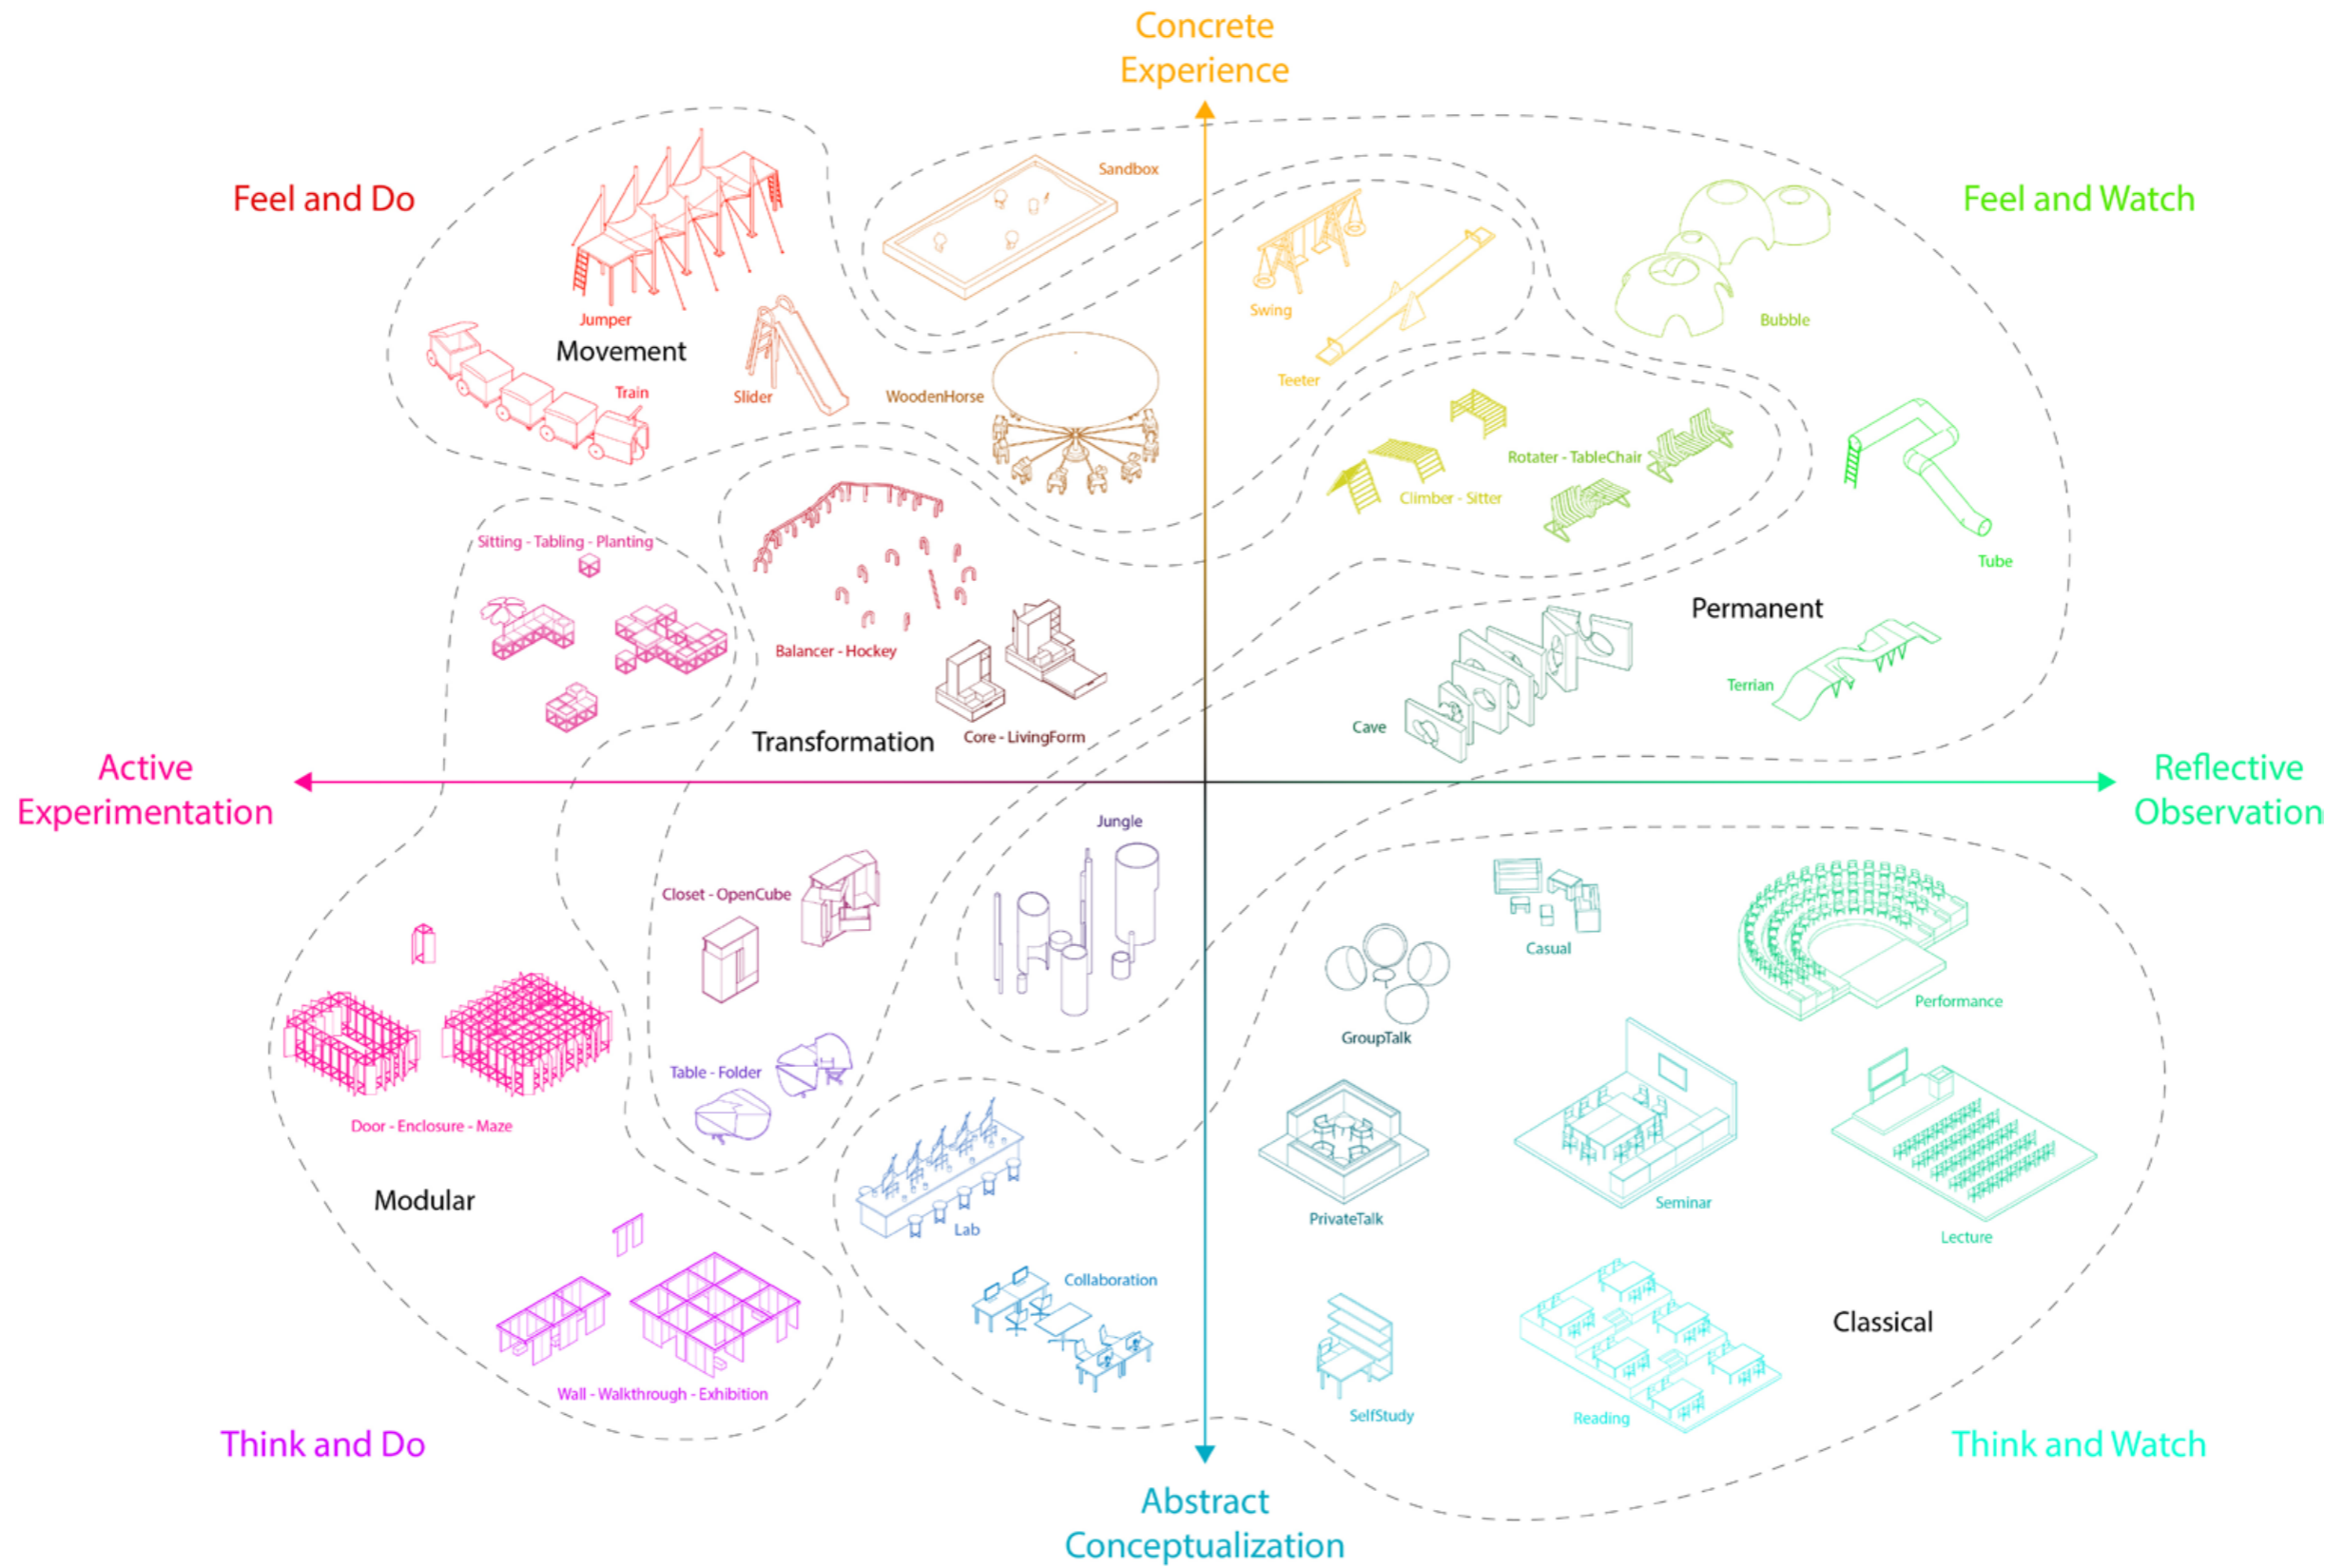 Concrete
Experience
Feel and Do
Sandbox
Feel and Watch
Swing
Jumper
Bubble
Movement
Teeter
Train
Slider
WoodenHorse
Rotater - TableChair
Climber - Sitter
Sitting - Tabling - Planting
Tube
Permanent
Balancer - Hockey
Terrian
Cave
Transformation
Core - LivingForm
Active
Experimentation
Reflective
Observation
Jungle
Closet - OpenCube
Casual
Performance
GroupTalk
Table - Folder
Door - Enclosure - Maze
Modular
Seminar
PrivateTalk
Lab
Lecture
Collaboration
Classical
Wall - Walkthrough - Exhibition
SelfStudy
Reading
Think and Do
Think and Watch
Abstract
Conceptualization